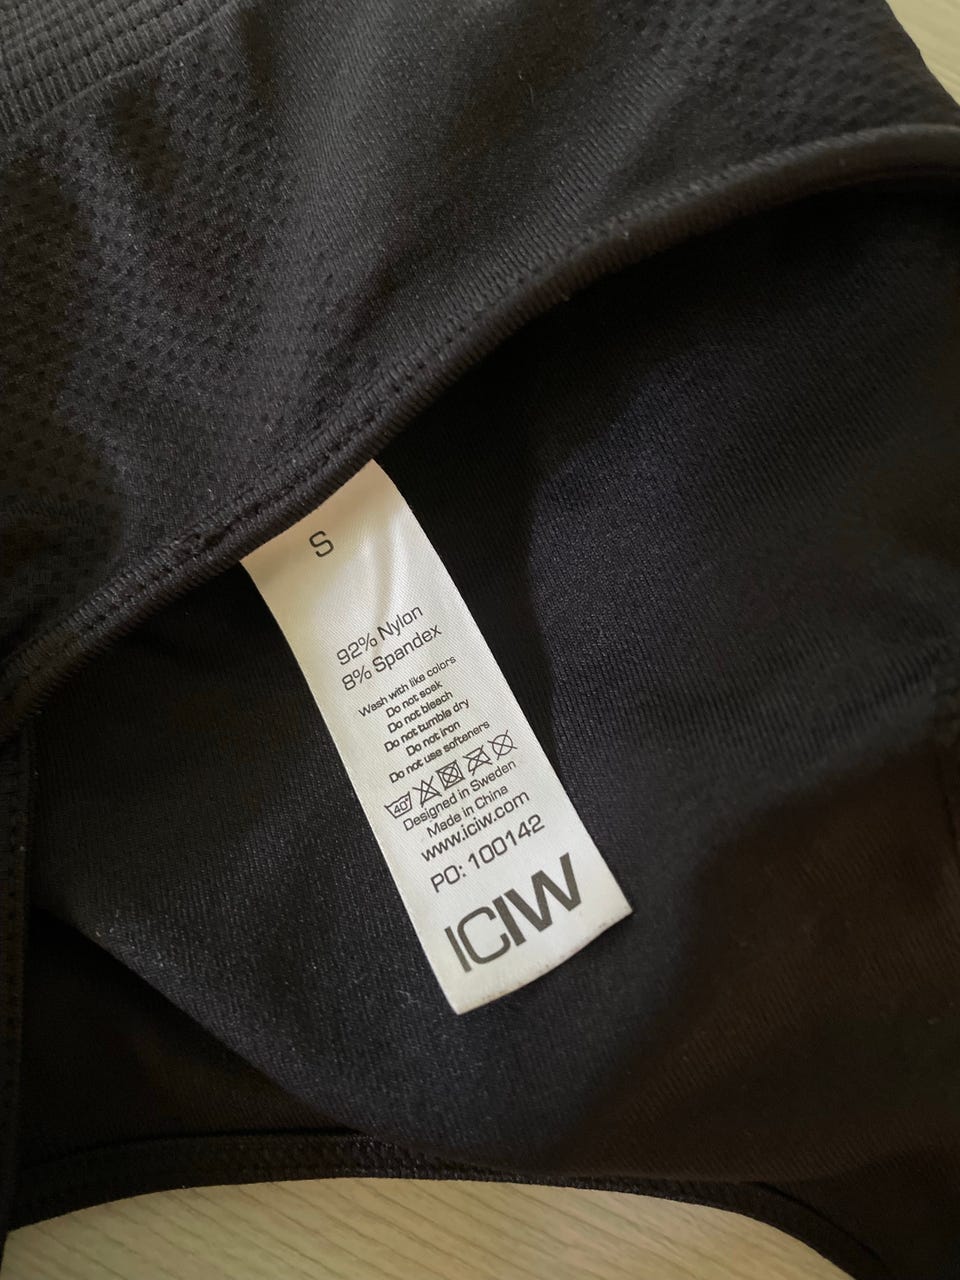 S
92% Nylon
8% Spandex
Wash with like colors
Do not soak
Do not bleach
Do not tumble dry
Do not iron
Do not use softeners
40°
Designed in Sweden
Made in China
www.iciw.com
PO: 100142
ICIW